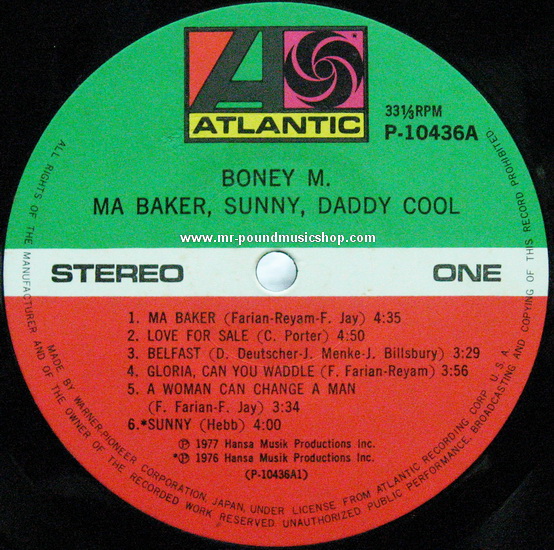 ATLANTIC
33⅓RPM
P-10436A
BONEY M.
MA BAKER, SUNNY, DADDY COOL
www.mr-poundmusicshop.com
STEREO
ONE
1. MA BAKER (Farian-Reyam-F. Jay) 4:35
2. LOVE FOR SALE (C. Porter) 4:50
3. BELFAST (D. Deutscher-J. Menke-J. Billsbury) 3:29
4. GLORIA, CAN YOU WADDLE (F. Farian-Reyam) 3:56
5. A WOMAN CAN CHANGE A MAN
(F. Farian-F. Jay) 3:34
6.*SUNNY (Hebb) 4:00
Ⓟ 1977 Hansa Musik Productions Inc.
*Ⓟ 1976 Hansa Musik Productions Inc.
(P-10436A1)
ALL RIGHTS OF THE MANUFACTURER AND OF THE OWNER OF THE RECORDED WORK RESERVED. UNAUTHORIZED PUBLIC PERFORMANCE, BROADCASTING AND COPYING OF THIS RECORD PROHIBITED.
MADE BY WARNER-PIONEER CORPORATION, JAPAN, UNDER LICENSE FROM ATLANTIC RECORDING CORP. U.S.A.